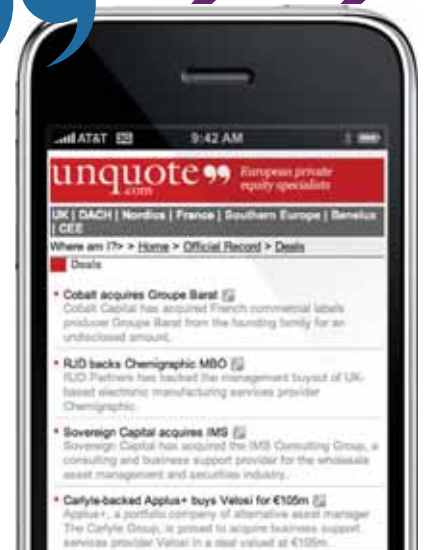 AT&T 3G 9:42 AM
unquote”
.com
European private
equity specialists
UK | DACH | Nordics | France | Southern Europe | Benelux
| CEE
Where am I?> > Home > Official Record > Deals
Deals
• Cobalt acquires Groupe Barat
Cobalt Capital has acquired French commercial labels
producer Groupe Barat from the founding family for an
undisclosed amount.
• RJD backs Chemigraphic MBO
RJD Partners has backed the management buyout of UK-
based electronic manufacturing services provider
Chemigraphic.
• Sovereign Capital acquires IMS
Sovereign Capital has acquired the IMS Consulting Group, a
consulting and business support provider for the wholesale
asset management and securities industry.
• Carlyle-backed Applus+ buys Velosi for €105m
Applus+, a portfolio company of alternative asset manager
The Carlyle Group, is poised to acquire business support
services provider Velosi in a deal valued at €105m.